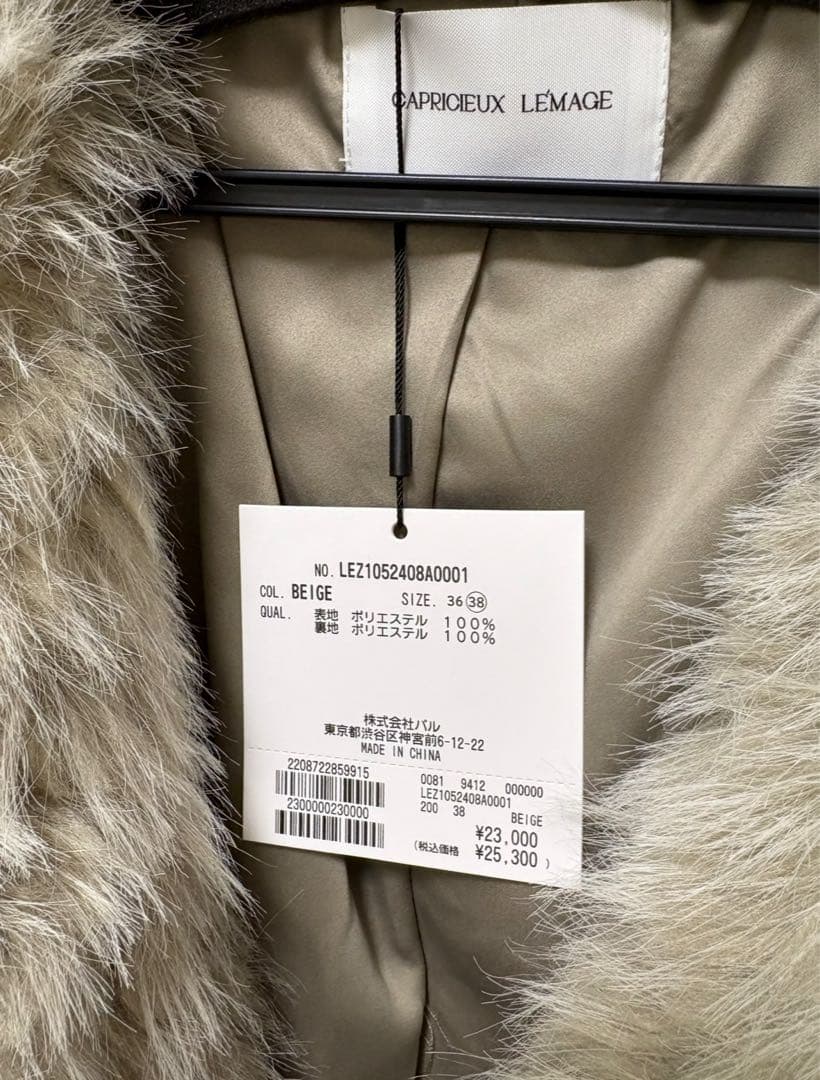 CAPRICIEUX LE'MAGE
NO. LEZ1052408A0001
COL. BEIGE SIZE. 36 38
QUAL. 表地 ポリエステル 100%
裏地 ポリエステル 100%
株式会社パル
東京都渋谷区神宮前6-12-22
MADE IN CHINA
2208722859915
2300000230000
0081 9412 000000
LEZ1052408A0001
200 38 BEIGE
¥23,000
(税込価格 ¥25,300)